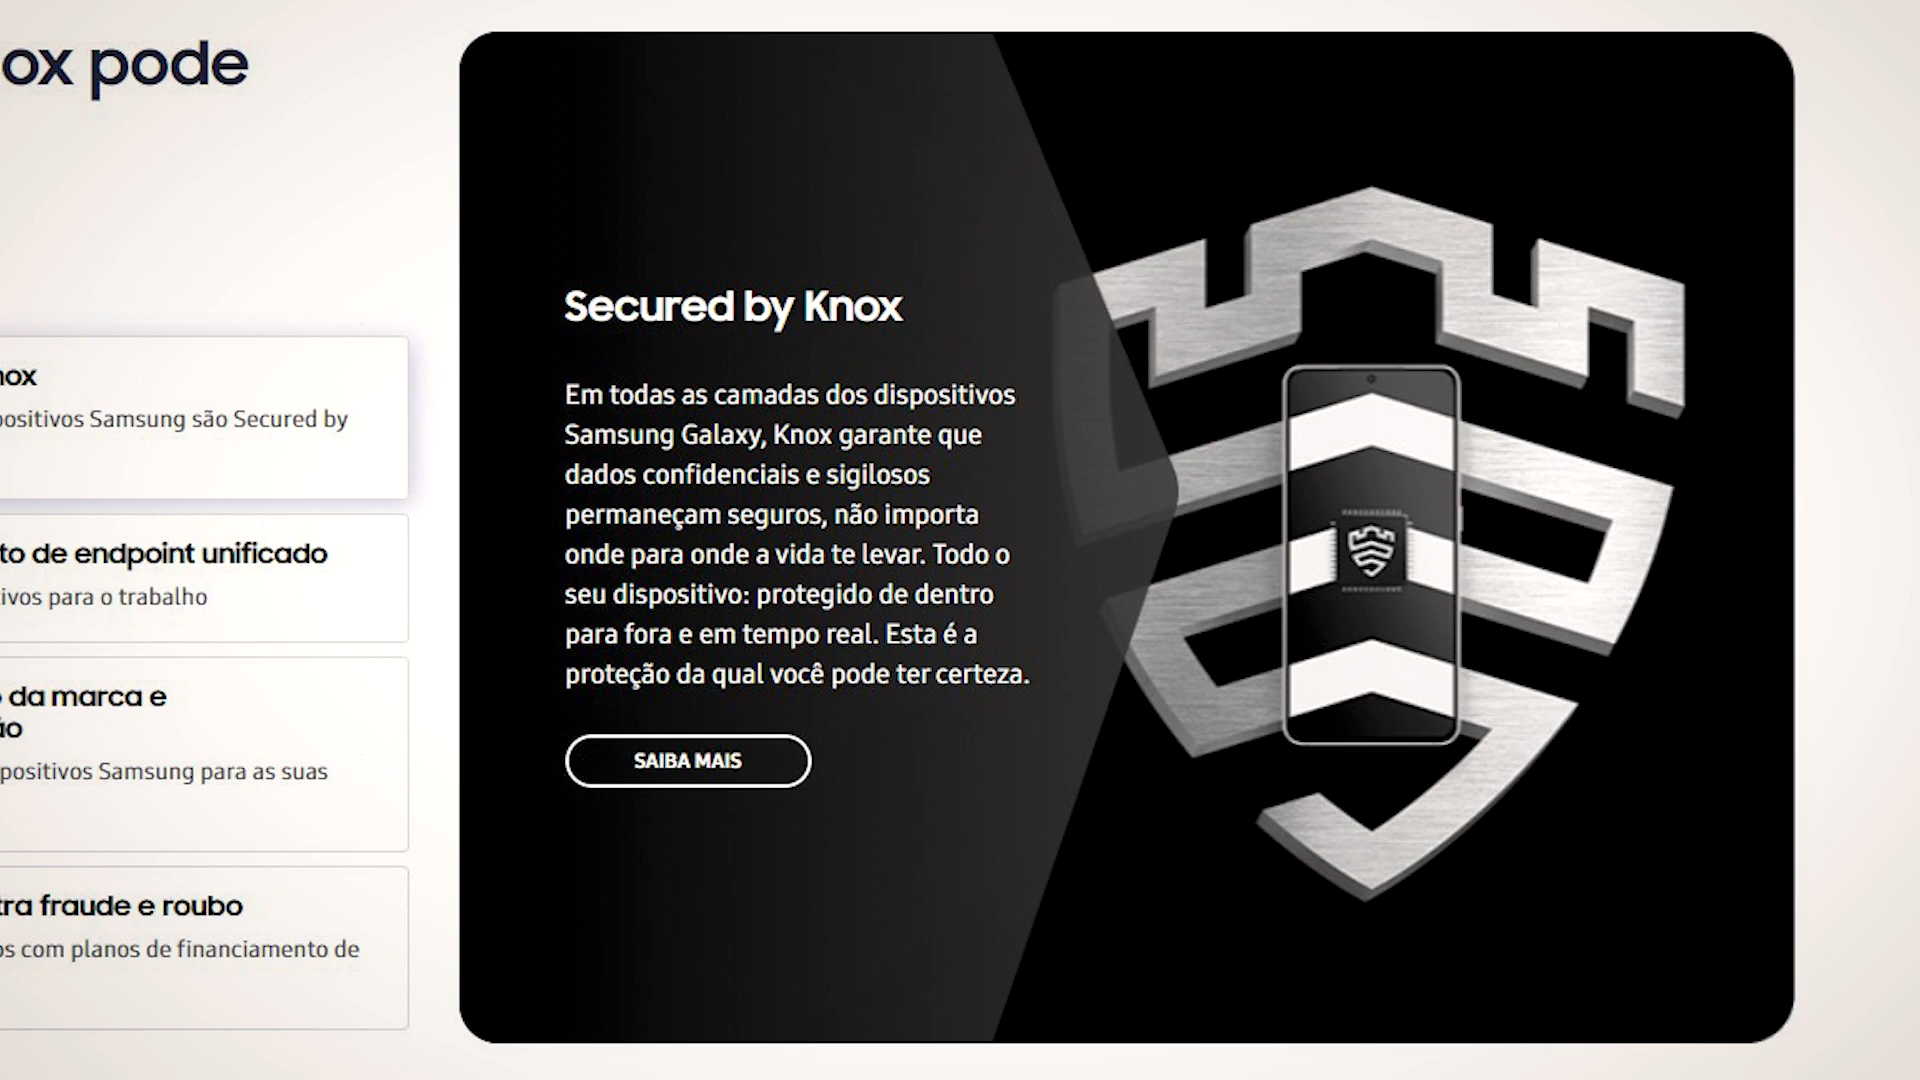 ox pode
nox
positivos Samsung são Secured by
to de endpoint unificado
ivos para o trabalho
da marca e
ão
positivos Samsung para as suas
tra fraude e roubo
os com planos de financiamento de
Secured by Knox
Em todas as camadas dos dispositivos
Samsung Galaxy, Knox garante que
dados confidenciais e sigilosos
permaneçam seguros, não importa
onde para onde a vida te levar. Todo o
seu dispositivo: protegido de dentro
para fora e em tempo real. Esta é a
proteção da qual você pode ter certeza.
SAIBA MAIS